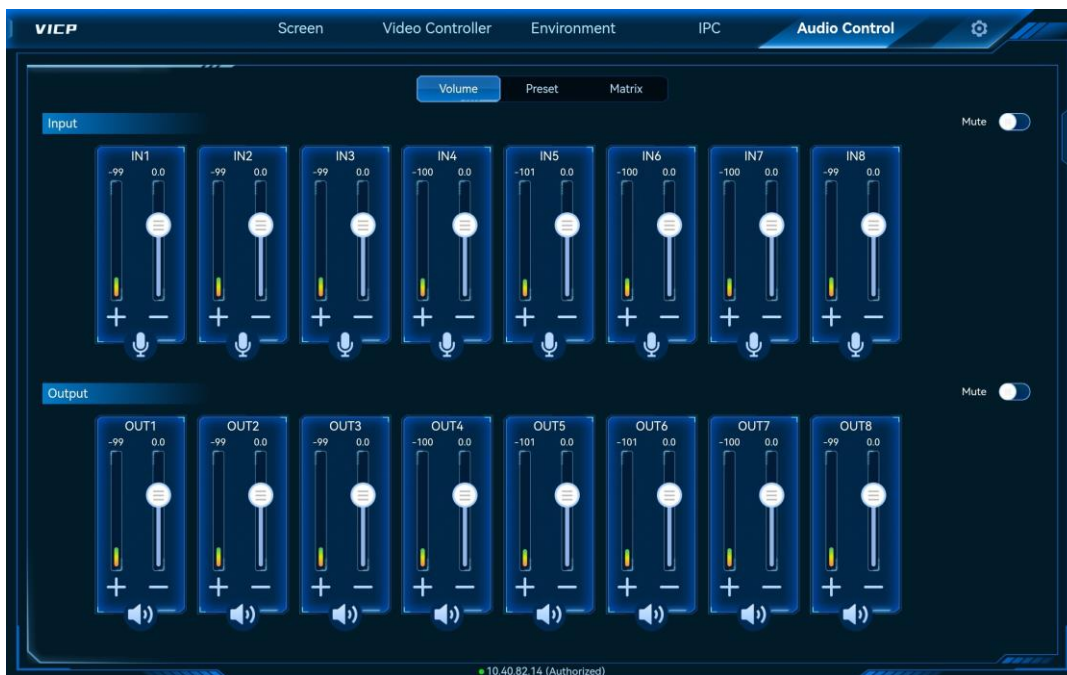 VICP Screen Video Controller Environment IPC Audio Control
Volume Preset Matrix
Input Mute
IN1 IN2 IN3 IN4 IN5 IN6 IN7 IN8
-99 0.0 -99 0.0 -99 0.0 -100 0.0 -101 0.0 -100 0.0 -100 0.0 -99 0.0
Output Mute
OUT1 OUT2 OUT3 OUT4 OUT5 OUT6 OUT7 OUT8
-99 0.0 -99 0.0 -99 0.0 -100 0.0 -101 0.0 -101 0.0 -100 0.0 -99 0.0
10.40.82.14 (Authorized)